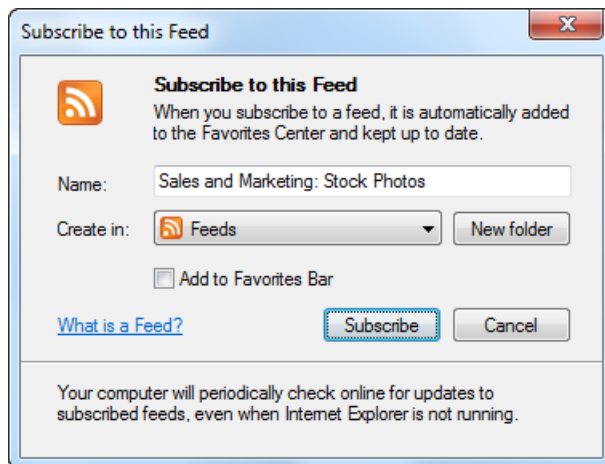 Subscribe to this Feed
Subscribe to this Feed
When you subscribe to a feed, it is automatically added
to the Favorites Center and kept up to date.
Name: Sales and Marketing: Stock Photos
Create in: Feeds New folder
Add to Favorites Bar
What is a Feed? Subscribe Cancel
Your computer will periodically check online for updates to
subscribed feeds, even when Internet Explorer is not running.